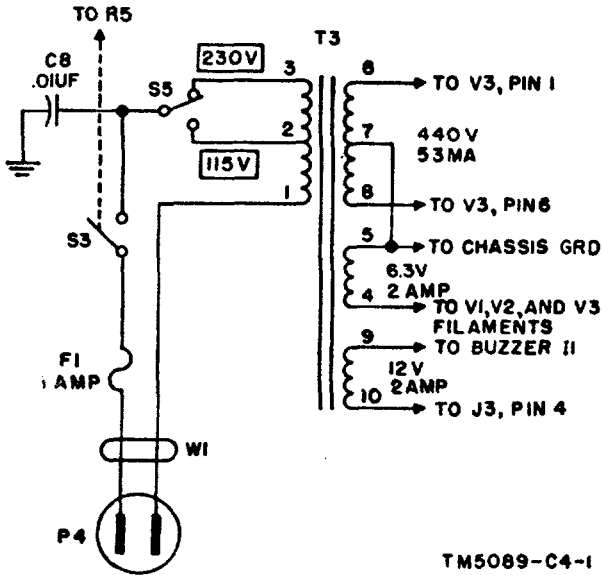 TO R5
C8
.01UF
S5
230V
115V
T3
3
2
1
6
7
8
5
4
9
10
TO V3, PIN 1
440V
53MA
TO V3, PIN6
TO CHASSIS GRD
6.3V
2 AMP
TO V1,V2, AND V3
FILAMENTS
TO BUZZER I1
12V
2AMP
TO J3, PIN 4
S3
F1
AMP
W1
P4
TM5089-C4-1